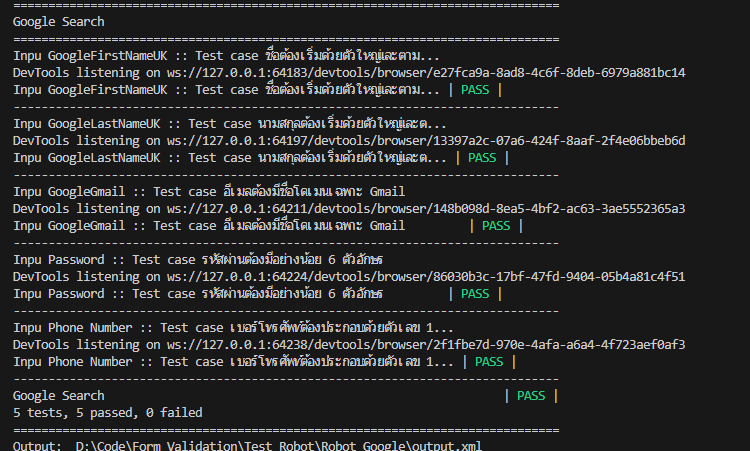 ==============================================================================
Google Search
==============================================================================
Inpu GoogleFirstNameUK :: Test case ชื่อต้องเริ่มด้วยตัวใหญ่และตาม...
DevTools listening on ws://127.0.0.1:64183/devtools/browser/e27fca9a-8ad8-4c6f-8deb-6979a881bc14
Inpu GoogleFirstNameUK :: Test case ชื่อต้องเริ่มด้วยตัวใหญ่และตาม... | PASS |
------------------------------------------------------------------------------
Inpu GoogleLastNameUK :: Test case นามสกุลต้องเริ่มด้วยตัวใหญ่และต...
DevTools listening on ws://127.0.0.1:64197/devtools/browser/13397a2c-07a6-424f-8aaf-2f4e06bbeb6d
Inpu GoogleLastNameUK :: Test case นามสกุลต้องเริ่มด้วยตัวใหญ่และต... | PASS |
------------------------------------------------------------------------------
Inpu GoogleGmail :: Test case อีเมลต้องมีชื่อโดเมนเฉพาะ Gmail
DevTools listening on ws://127.0.0.1:64211/devtools/browser/148b098d-8ea5-4bf2-ac63-3ae5552365a3
Inpu GoogleGmail :: Test case อีเมลต้องมีชื่อโดเมนเฉพาะ Gmail | PASS |
------------------------------------------------------------------------------
Inpu Password :: Test case รหัสผ่านต้องมีอย่างน้อย 6 ตัวอักษร
DevTools listening on ws://127.0.0.1:64224/devtools/browser/86030b3c-17bf-47fd-9404-05b4a81c4f51
Inpu Password :: Test case รหัสผ่านต้องมีอย่างน้อย 6 ตัวอักษร | PASS |
------------------------------------------------------------------------------
Inpu Phone Number :: Test case เบอร์โทรศัพท์ต้องประกอบด้วยตัวเลข 1...
DevTools listening on ws://127.0.0.1:64238/devtools/browser/2f1fbe7d-970e-4afa-a6a4-4f723aef0af3
Inpu Phone Number :: Test case เบอร์โทรศัพท์ต้องประกอบด้วยตัวเลข 1... | PASS |
------------------------------------------------------------------------------
Google Search | PASS |
5 tests, 5 passed, 0 failed
==============================================================================
Output: D:\Code\Form Validation\Test Robot\Robot Google\output.xml